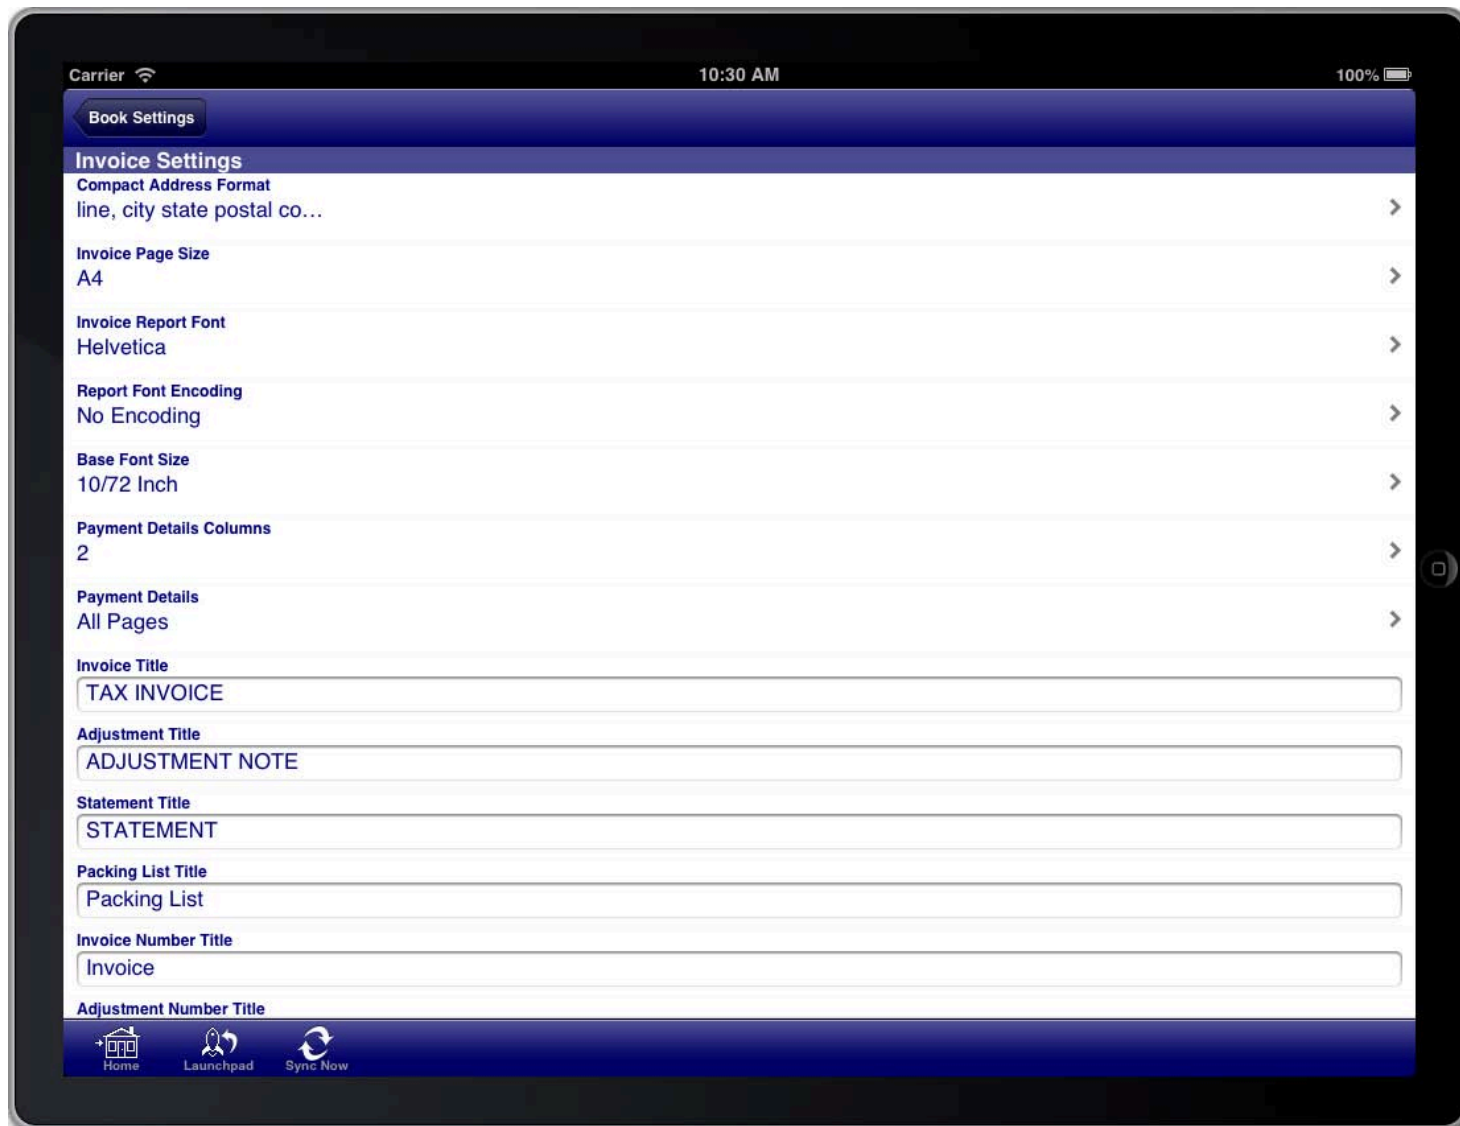 Carrier
10:30 AM
100%
Book Settings
Invoice Settings
Compact Address Format
line, city state postal co...
Invoice Page Size
A4
Invoice Report Font
Helvetica
Report Font Encoding
No Encoding
Base Font Size
10/72 Inch
Payment Details Columns
2
Payment Details
All Pages
Invoice Title
TAX INVOICE
Adjustment Title
ADJUSTMENT NOTE
Statement Title
STATEMENT
Packing List Title
Packing List
Invoice Number Title
Invoice
Adjustment Number Title
Home
Launchpad
Sync Now